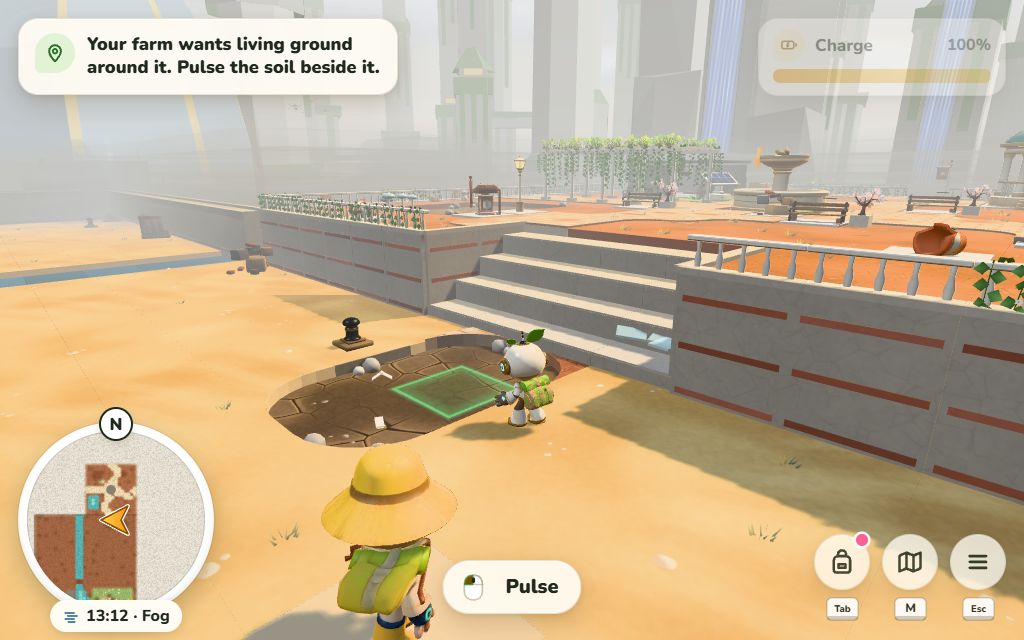 Your farm wants living ground
around it. Pulse the soil beside it.
Charge 100%
N
13:12 · Fog
Pulse
Tab
M
Esc